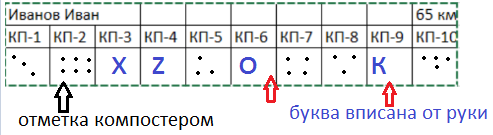 Иванов Иван 65 км
КП-1 КП-2 КП-3 КП-4 КП-5 КП-6 КП-7 КП-8 КП-9 КП-10
X Z O К
отметка компостером буква вписана от руки